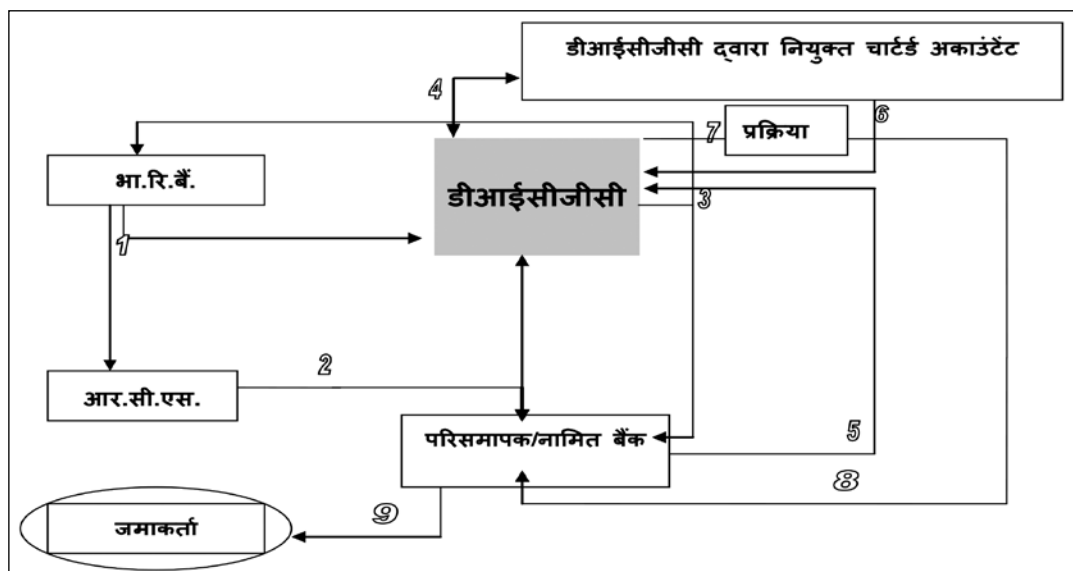 डीआईसीजीसी द्वारा नियुक्त चार्टर्ड अकाउंटेंट
4
6
7
प्रक्रिया
भा.रि.बैं.
डीआईसीजीसी
3
1
2
आर.सी.एस.
परिसमापक/नामित बैंक
5
8
9
जमाकर्ता